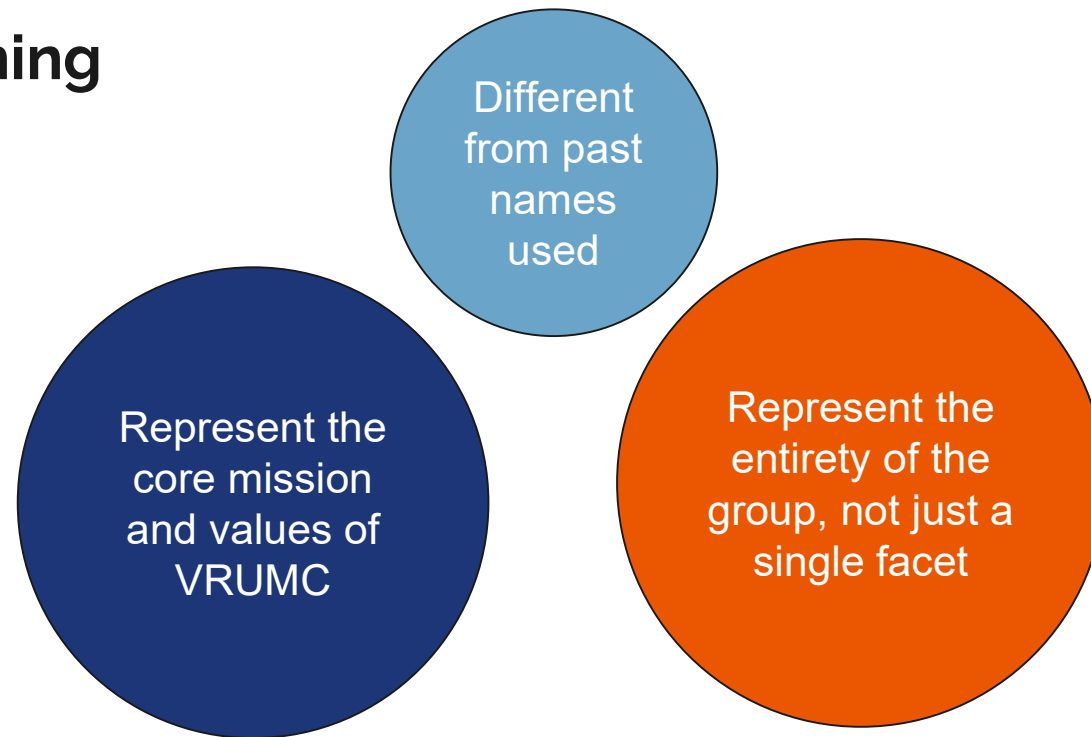 ning
Different
from past
names
used
Represent the
core mission
and values of
VRUMC
Represent the
entirety of the
group, not just a
single facet